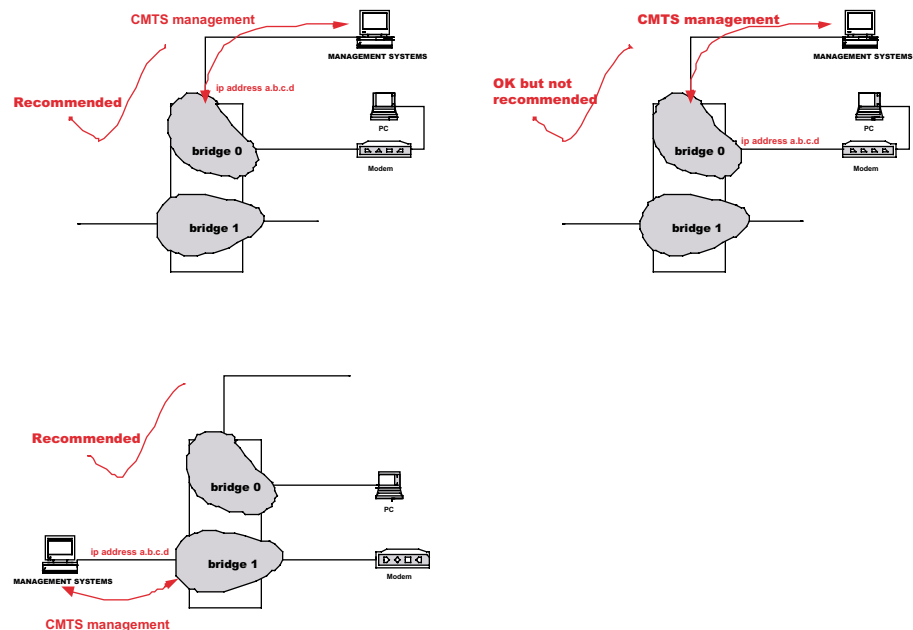 CMTS management
MANAGEMENT SYSTEMS
ip address a.b.c.d
Recommended
PC
bridge 0
Modem
bridge 1
CMTS management
MANAGEMENT SYSTEMS
OK but not
recommended
PC
ip address a.b.c.d
bridge 0
Modem
bridge 1
Recommended
bridge 0
PC
ip address a.b.c.d
bridge 1
MANAGEMENT SYSTEMS
Modem
CMTS management